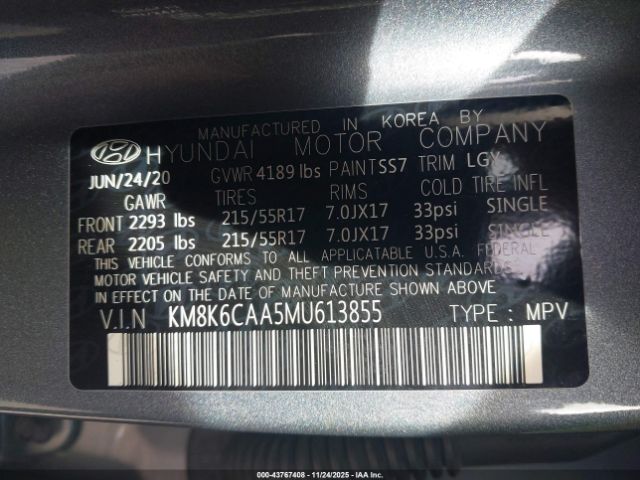 MANUFACTURED IN KOREA BY
HYUNDAI MOTOR COMPANY
JUN/24/20 GVWR 4189 lbs PAINT SS7 TRIM LGY
GAWR TIRES RIMS COLD TIRE INFL
FRONT 2293 lbs 215/55R17 7.0JX17 33psi SINGLE
REAR 2205 lbs 215/55R17 7.0JX17 33psi SINGLE
THIS VEHICLE CONFORMS TO ALL APPLICABLE U.S.A. FEDERAL
MOTOR VEHICLE SAFETY AND THEFT PREVENTION STANDARDS
IN EFFECT ON THE DATE OF MANUFACTURE SHOWN ABOVE
V.I.N KM8K6CAA5MU613855 TYPE : MPV
000-43767408 - 11/24/2025 - IAAI.COM